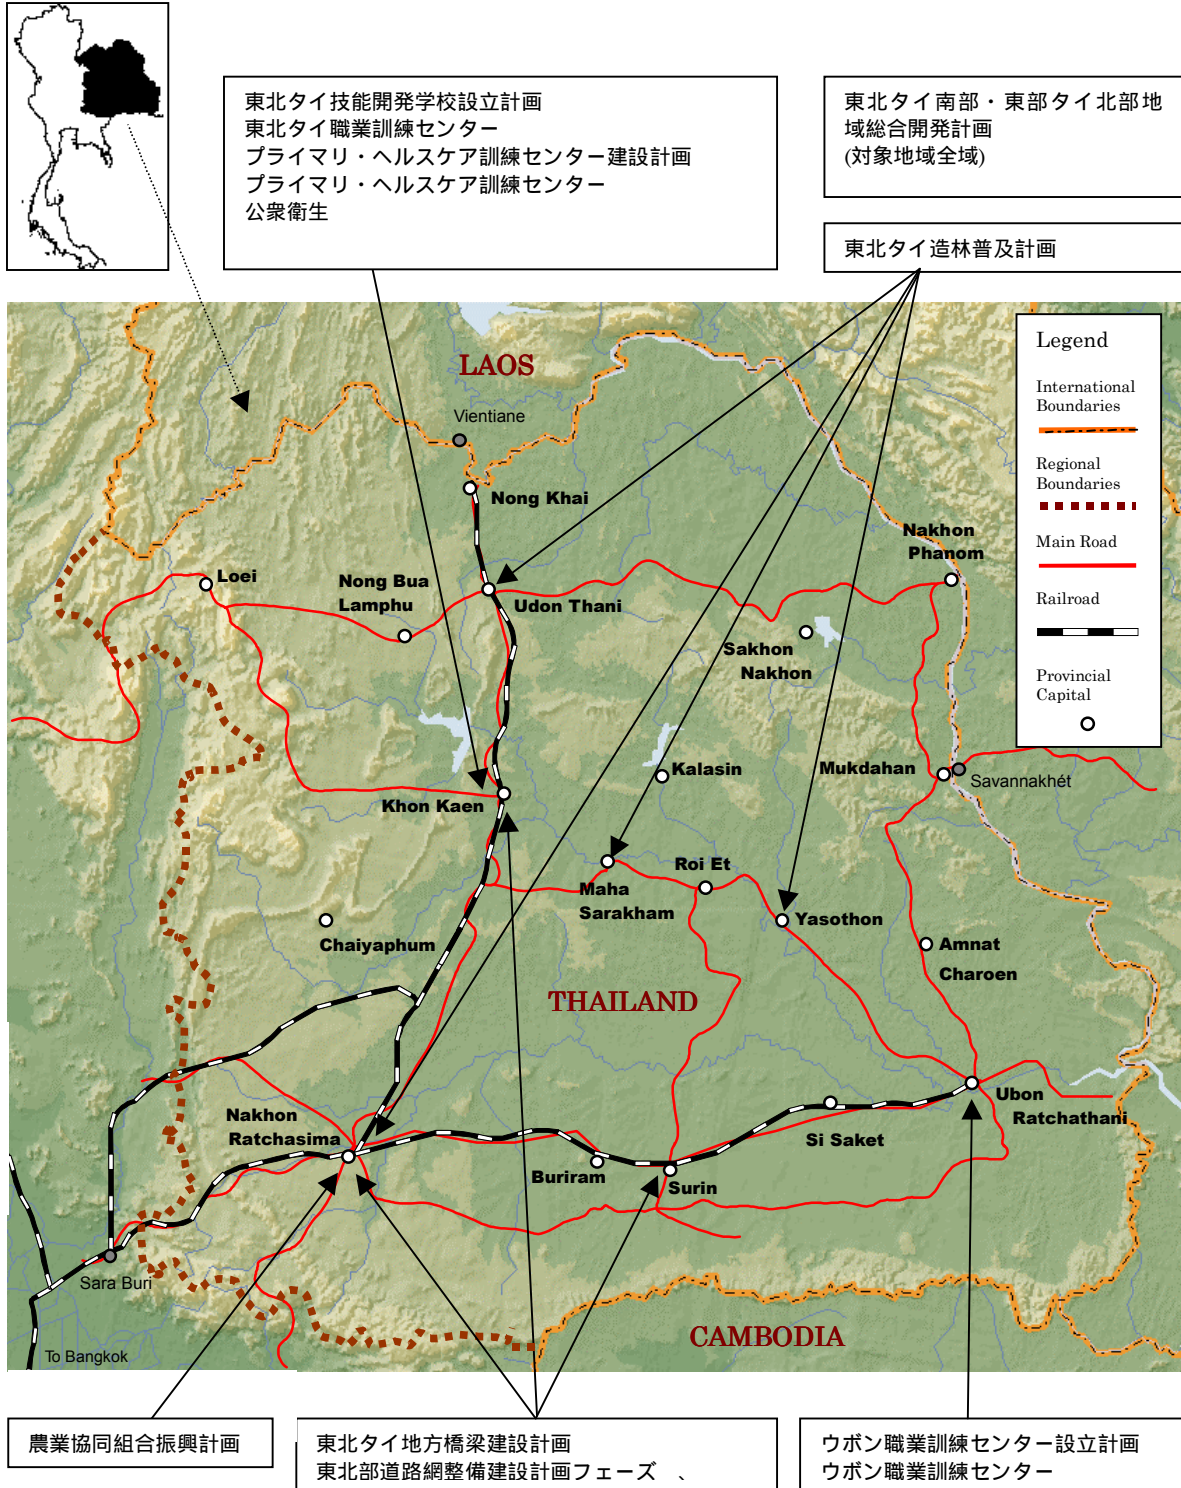 東北タイ技能開発学校設立計画
東北タイ職業訓練センター
プライマリ・ヘルスケア訓練センター建設計画
プライマリ・ヘルスケア訓練センター
公衆衛生
東北タイ南部・東部タイ北部地
域総合開発計画
(対象地域全域)
東北タイ造林普及計画
LAOS
Vientiane
Nong Khai
Loei
Nong Bua
Lamphu
Udon Thani
Nakhon
Phanom
Sakhon
Nakhon
Khon Kaen
Kalasin
Mukdahan
Savannakhét
Maha
Sarakham
Roi Et
Yasothon
Chaiyaphum
Amnat
Charoen
THAILAND
Nakhon
Ratchasima
Buriram
Surin
Si Saket
Ubon
Ratchathani
Sara Buri
To Bangkok
CAMBODIA
Legend
International
Boundaries
Regional
Boundaries
Main Road
Railroad
Provincial
Capital
農業協同組合振興計画
東北タイ地方橋梁建設計画
東北部道路網整備建設計画フェーズ　、
ウボン職業訓練センター設立計画
ウボン職業訓練センター